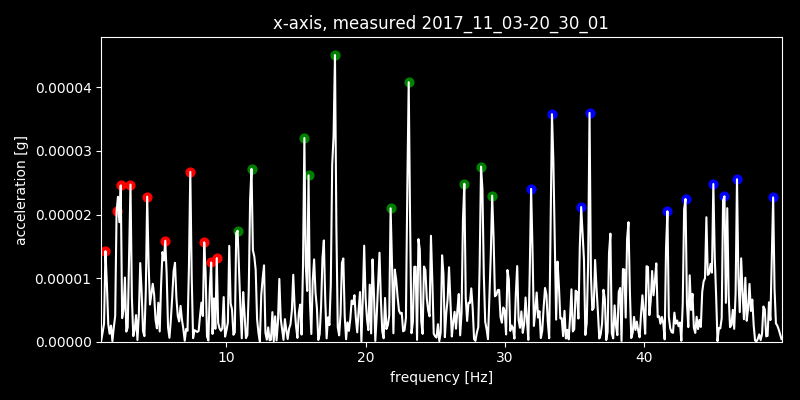 x-axis, measured 2017_11_03-20_30_01
acceleration [g]
0.00004
0.00003
0.00002
0.00001
0.00000
10 20 30 40
frequency [Hz]